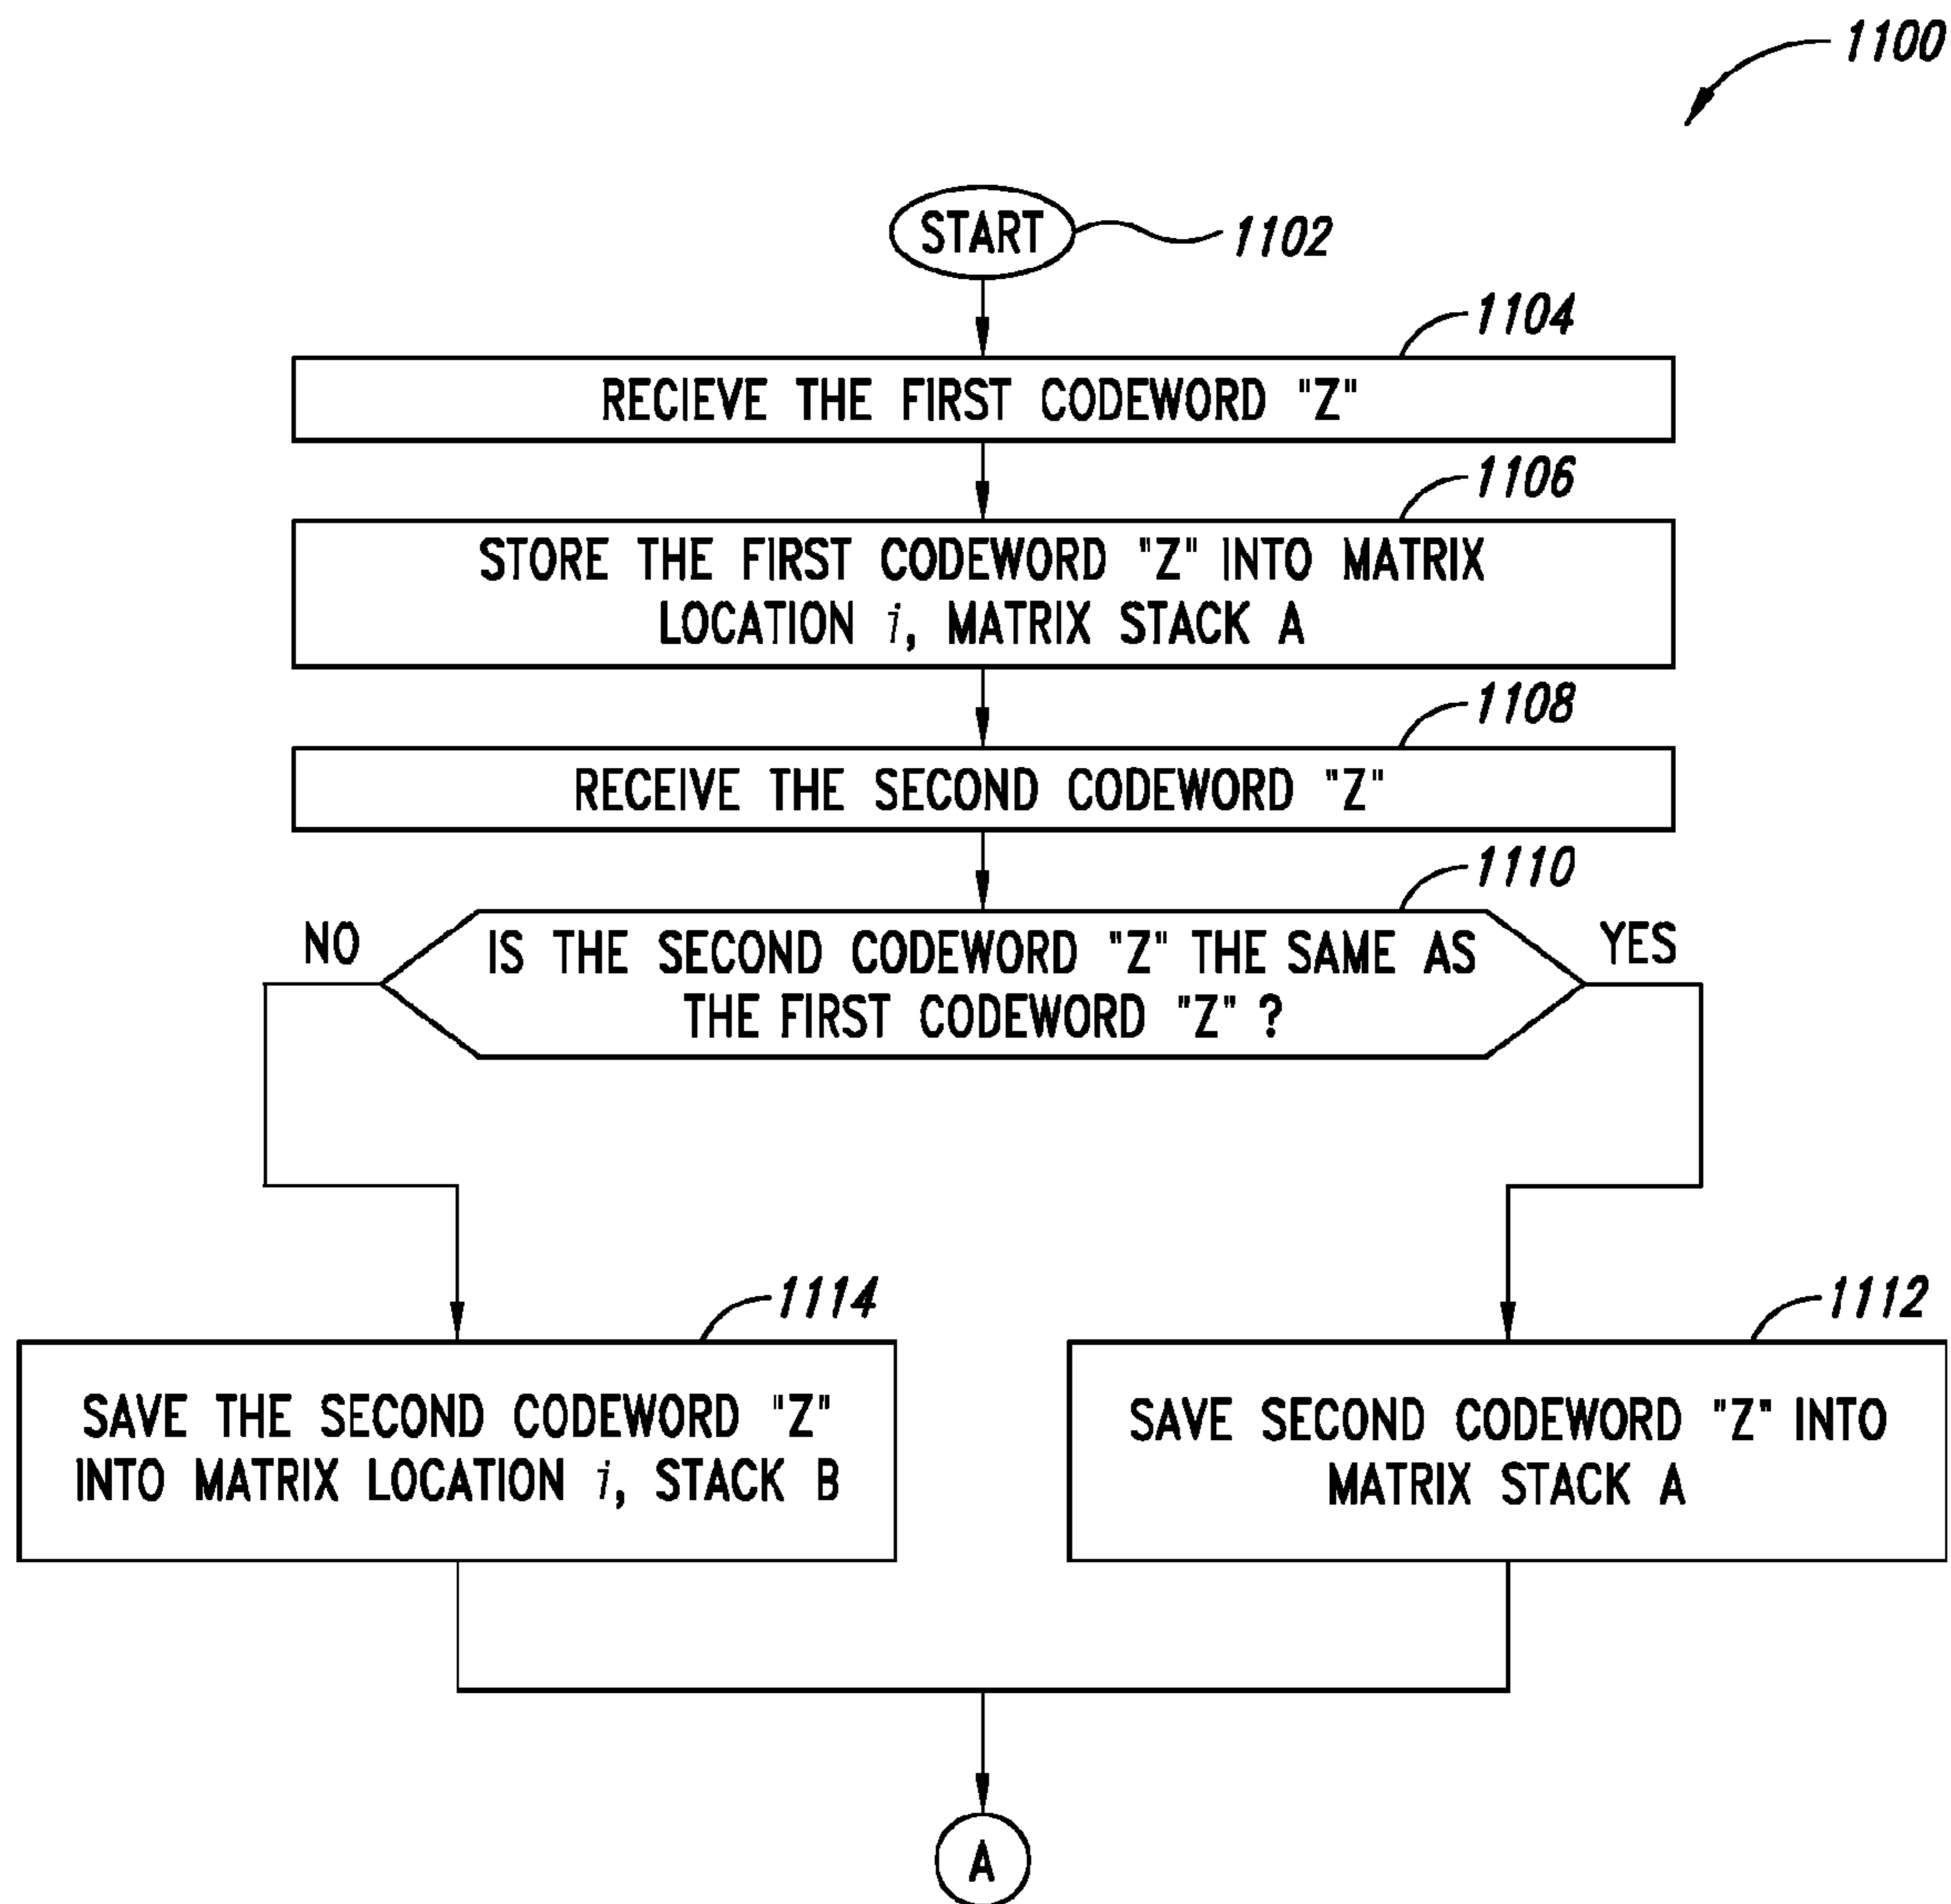 1100
START
1102
1104
RECIEVE THE FIRST CODEWORD "Z"
1106
STORE THE FIRST CODEWORD "Z" INTO MATRIX
LOCATION i, MATRIX STACK A
1108
RECEIVE THE SECOND CODEWORD "Z"
1110
NO
IS THE SECOND CODEWORD "Z" THE SAME AS
THE FIRST CODEWORD "Z" ?
YES
1114
SAVE THE SECOND CODEWORD "Z"
INTO MATRIX LOCATION i, STACK B
1112
SAVE SECOND CODEWORD "Z" INTO
MATRIX STACK A
A